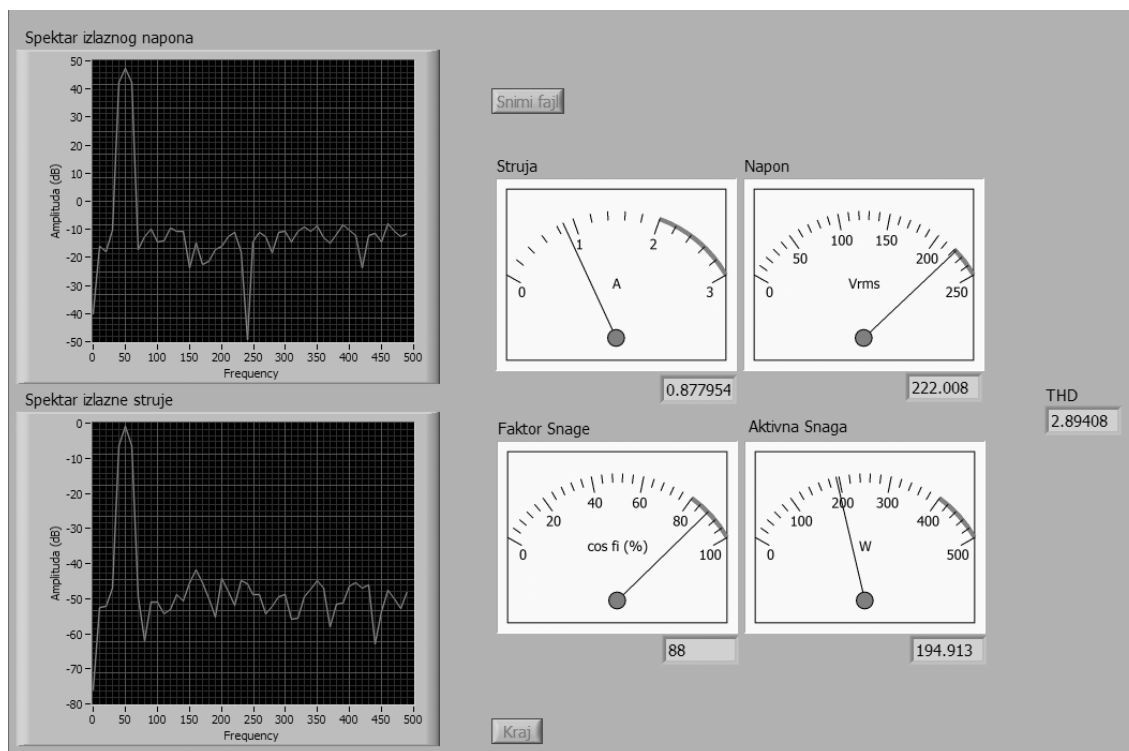 Spektar izlaznog napona
50
40
30
20
10
0
-10
-20
-30
-40
-50
Amplituda (dB)
0 50 100 150 200 250 300 350 400 450 500
Frequency
Spektar izlazne struje
0
-10
-20
-30
-40
-50
-60
-70
-80
Amplituda (dB)
0 50 100 150 200 250 300 350 400 450 500
Frequency
Snimi fajl
Struja
0 1 2 3
A
0.877954
Napon
0 50 100 150 200 250
Vrms
222.008
Faktor Snage
0 20 40 60 80 100
cos fi (%)
88
Aktivna Snaga
0 100 200 300 400 500
W
194.913
THD
2.89408
Kraj